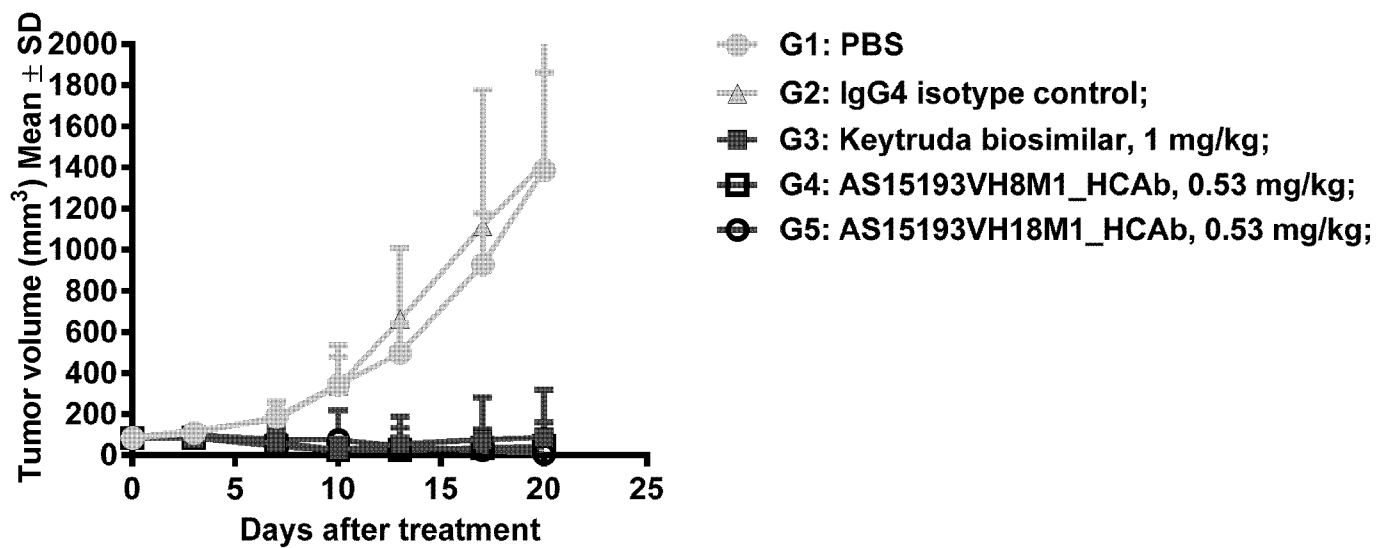 Tumor volume (mm³) Mean ± SD
2000
1800
1600
1400
1200
1000
800
600
400
200
0
0 5 10 15 20 25
Days after treatment
G1: PBS
G2: IgG4 isotype control;
G3: Keytruda biosimilar, 1 mg/kg;
G4: AS15193VH8M1_HCAb, 0.53 mg/kg;
G5: AS15193VH18M1_HCAb, 0.53 mg/kg;